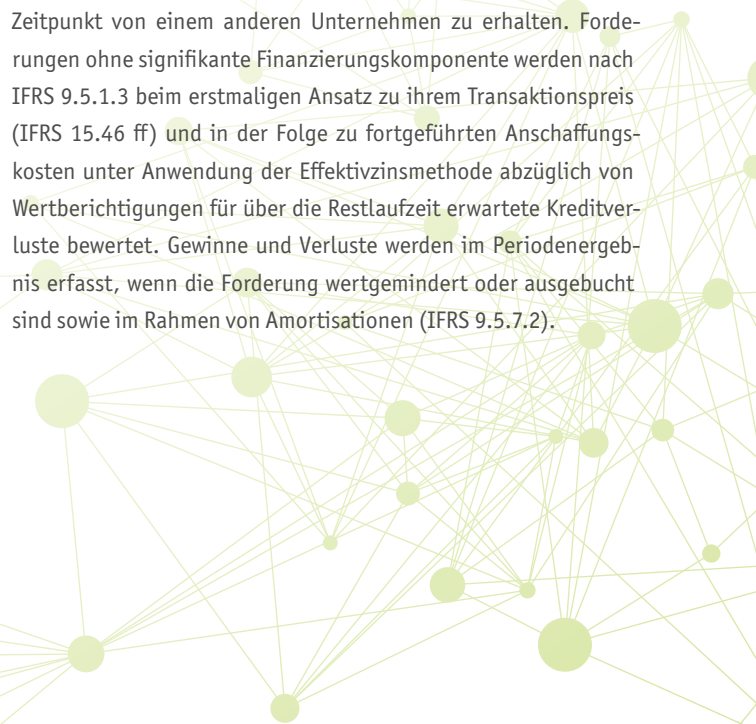 Zeitpunkt von einem anderen Unternehmen zu erhalten. Forde-
rungen ohne signifikante Finanzierungskomponente werden nach
IFRS 9.5.1.3 beim erstmaligen Ansatz zu ihrem Transaktionspreis
(IFRS 15.46 ff) und in der Folge zu fortgeführten Anschaffungs-
kosten unter Anwendung der Effektivzinsmethode abzüglich von
Wertberichtigungen für über die Restlaufzeit erwartete Kreditver-
luste bewertet. Gewinne und Verluste werden im Periodenergeb-
nis erfasst, wenn die Forderung wertgemindert oder ausgebucht
sind sowie im Rahmen von Amortisationen (IFRS 9.5.7.2).